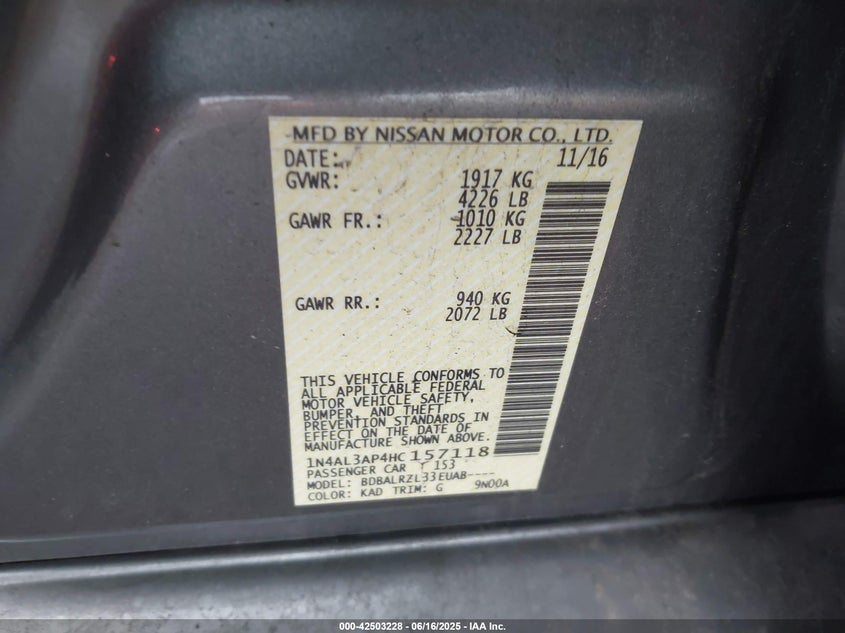 MFD BY NISSAN MOTOR CO., LTD.
DATE: 11/16
GVWR: 1917 KG
4226 LB
GAWR FR.: 1010 KG
2227 LB
GAWR RR.: 940 KG
2072 LB
THIS VEHICLE CONFORMS TO
ALL APPLICABLE FEDERAL
MOTOR VEHICLE SAFETY,
BUMPER, AND THEFT
PREVENTION STANDARDS IN
EFFECT ON THE DATE OF
MANUFACTURE SHOWN ABOVE.
1N4AL3AP4HC157118
PASSENGER CAR Y 153
MODEL: BDBALRZL33EUAB----
COLOR: KAD TRIM: G 9N00A
000-42503228 - 06/16/2025 - IAA Inc.